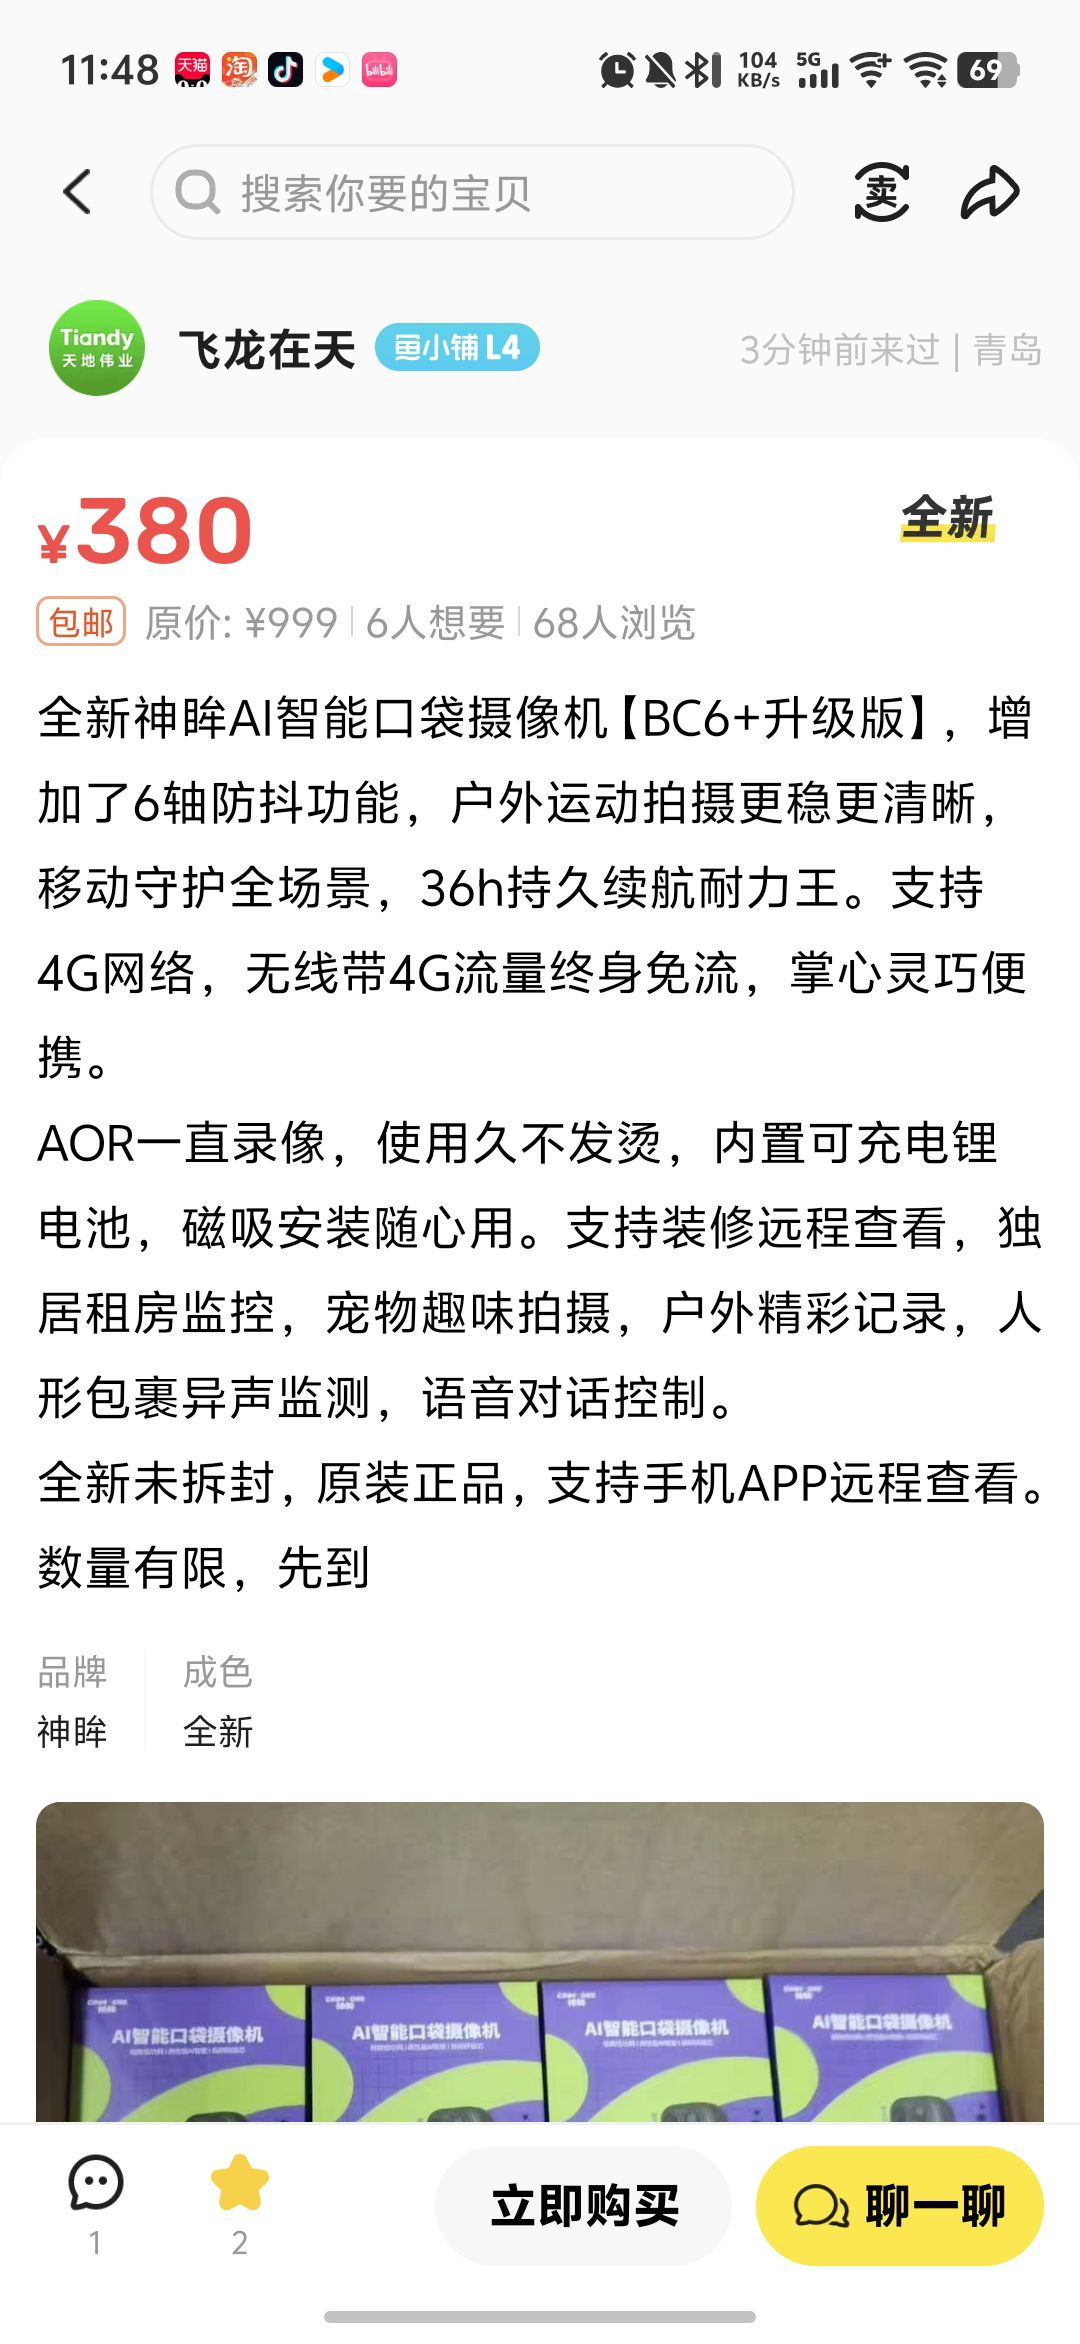 11:48
天猫
淘
bilibili
104
KB/s
5G
69
搜索你要的宝贝
卖
Tiandy
天地伟业
飞龙在天
鱼小铺 L4
3分钟前来过 | 青岛
¥380
全新
包邮 原价: ¥999 6人想要 68人浏览
全新神眸AI智能口袋摄像机【BC6+升级版】，增
加了6轴防抖功能，户外运动拍摄更稳更清晰，
移动守护全场景，36h持久续航耐力王。支持
4G网络，无线带4G流量终身免流，掌心灵巧便
携。
AOR一直录像，使用久不发烫，内置可充电锂
电池，磁吸安装随心用。支持装修远程查看，独
居租房监控，宠物趣味拍摄，户外精彩记录，人
形包裹异声监测，语音对话控制。
全新未拆封，原装正品，支持手机APP远程查看。
数量有限，先到
品牌 成色
神眸 全新
AI智能口袋摄像机
AI智能口袋摄像机
AI智能口袋摄像机
AI智能口袋摄像机
1
2
立即购买
聊一聊